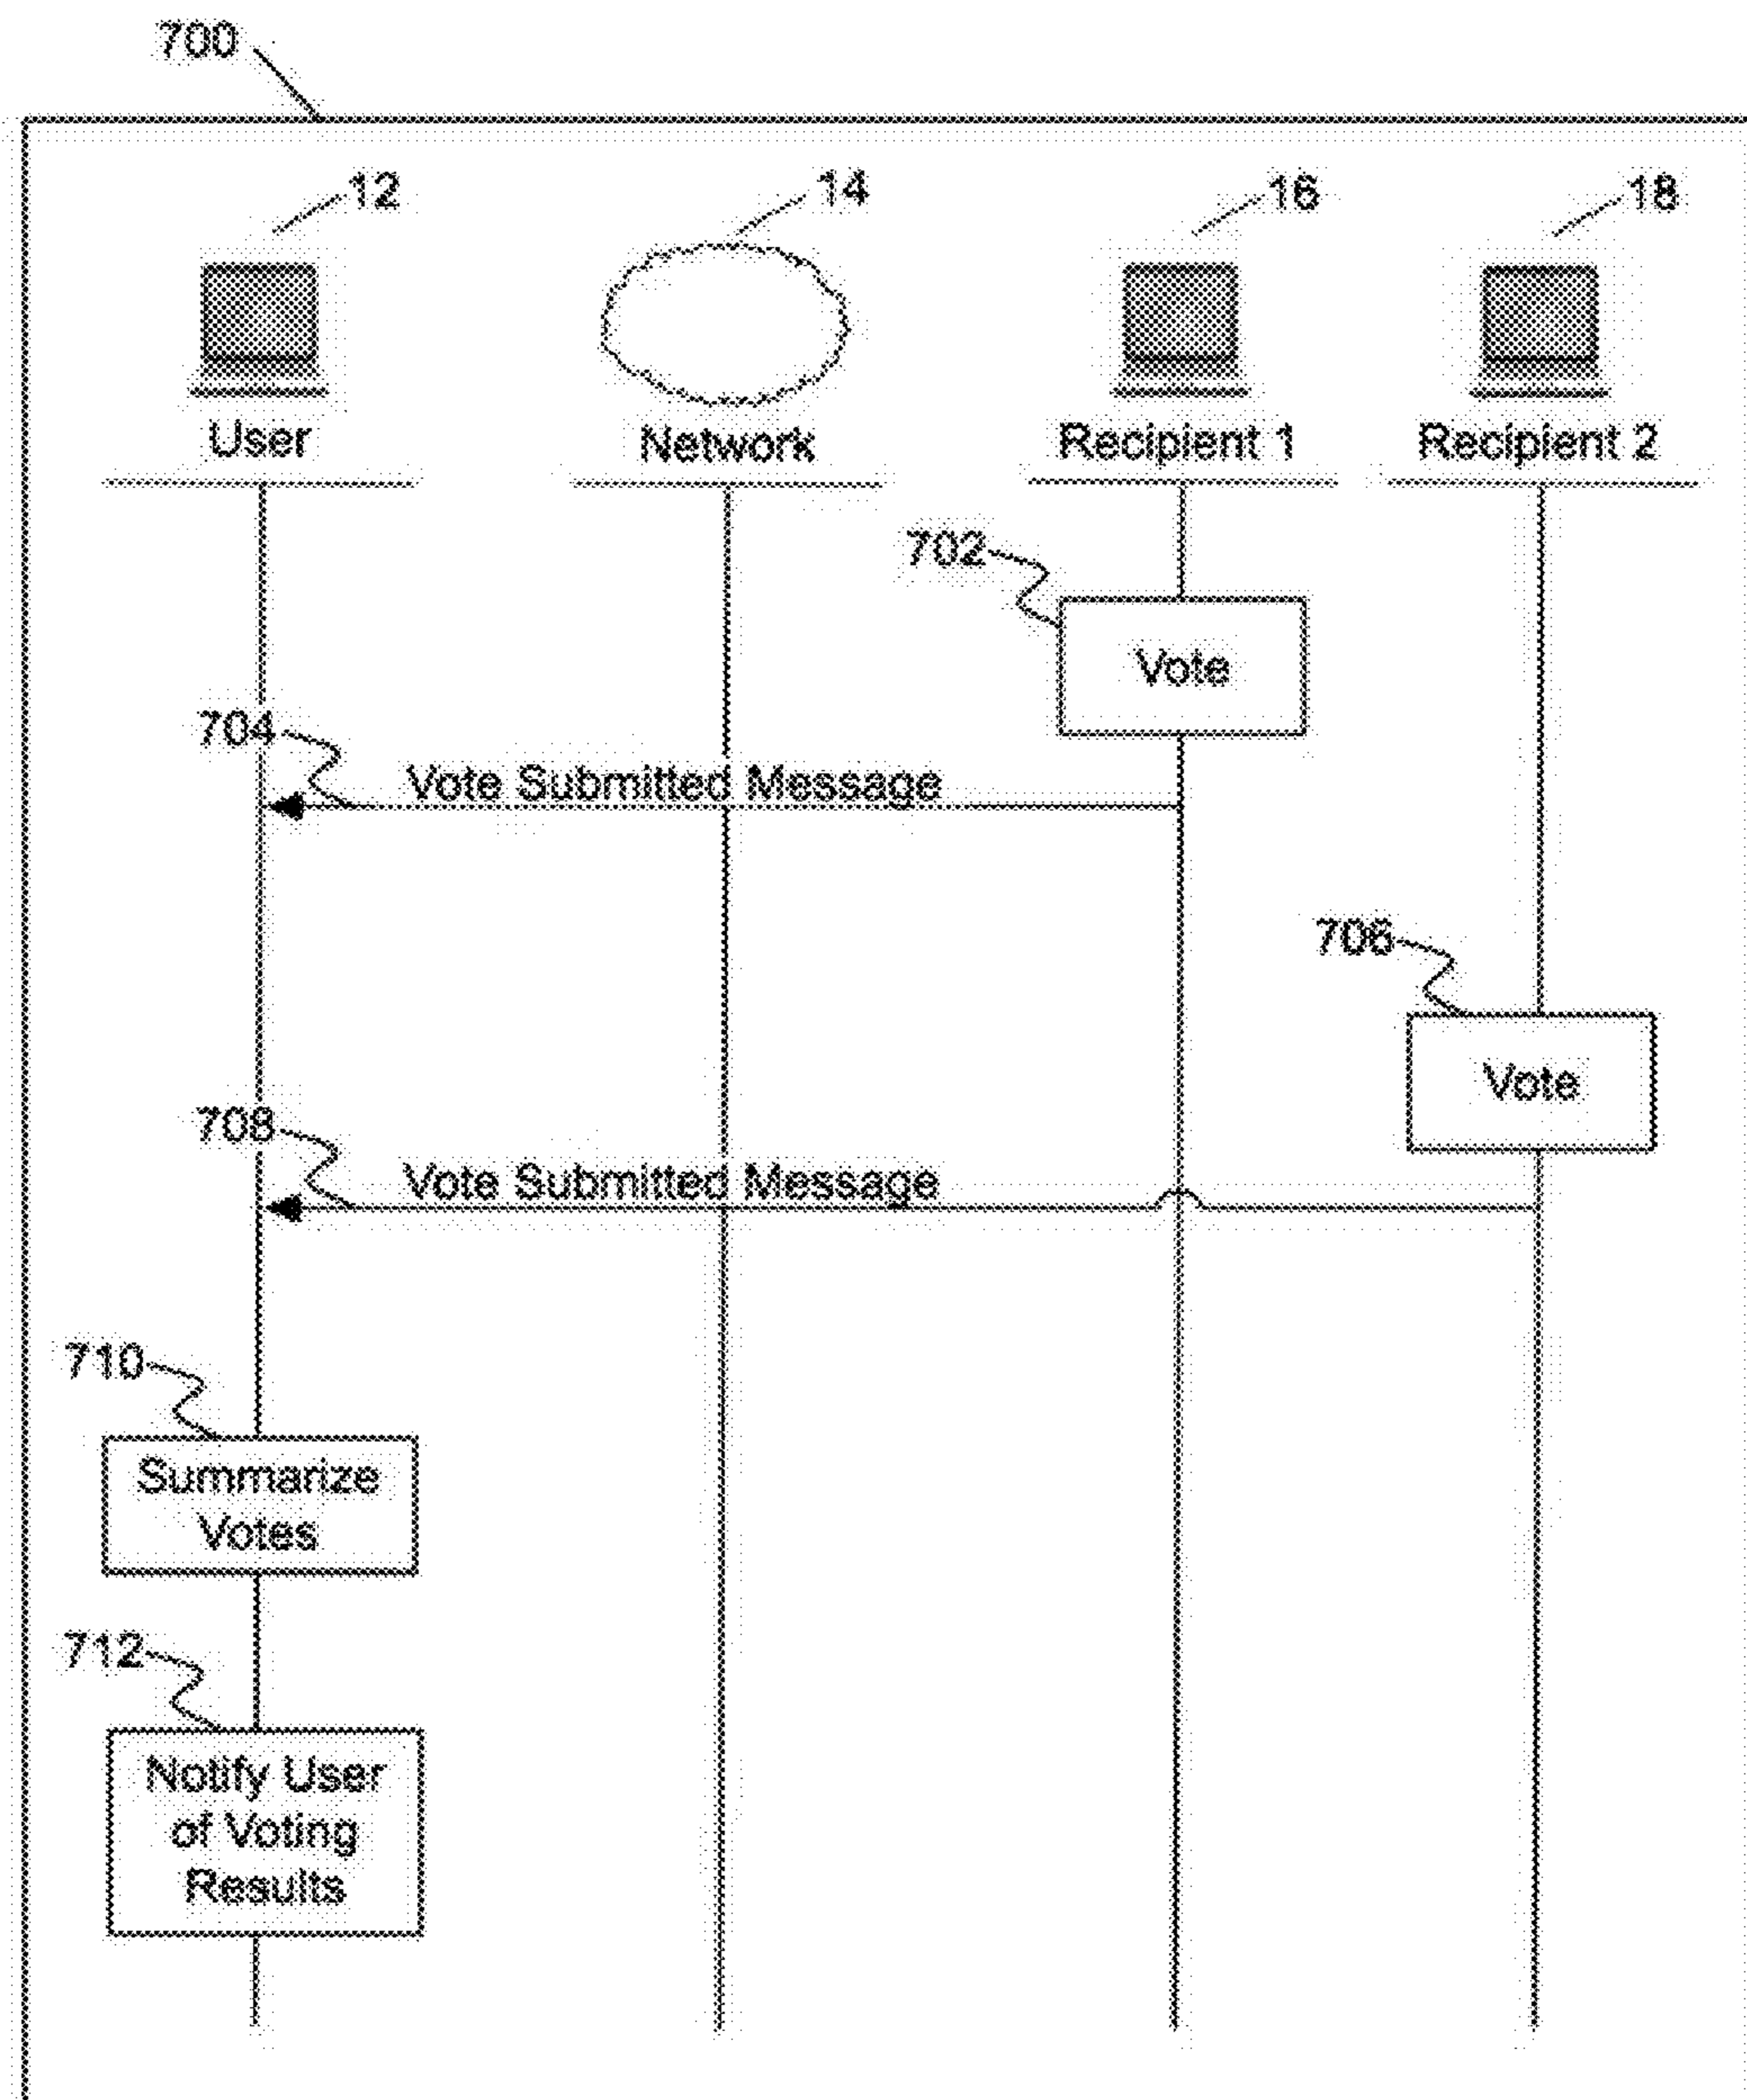 700
12
14
16
18
User
Network
Recipient 1
Recipient 2
702
Vote
704
Vote Submitted Message
706
Vote
708
Vote Submitted Message
710
Summarize
Votes
712
Notify User
of Voting
Results